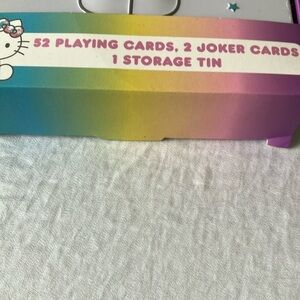 52 PLAYING CARDS, 2 JOKER CARDS
1 STORAGE TIN